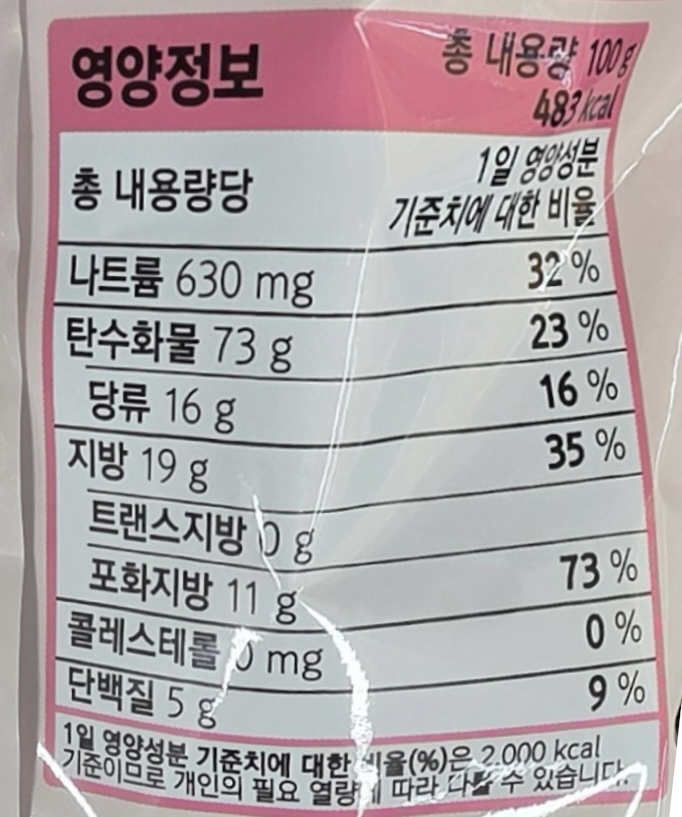 영양정보
총 내용량 100 g
483 kcal
총 내용량당
1일 영양성분
기준치에 대한 비율
나트륨 630 mg 32 %
탄수화물 73 g 23 %
당류 16 g 16 %
지방 19 g 35 %
트랜스지방 0 g
포화지방 11 g 73 %
콜레스테롤 0 mg 0 %
단백질 5 g 9 %
1일 영양성분 기준치에 대한 비율(%)은 2,000 kcal
기준이므로 개인의 필요 열량에 따라 다를 수 있습니다.